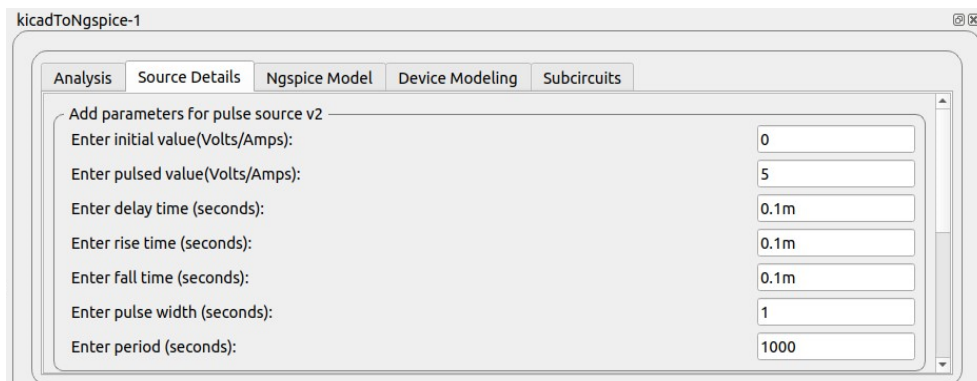 kicadToNgspice-1
Analysis Source Details Ngspice Model Device Modeling Subcircuits
Add parameters for pulse source v2
Enter initial value(Volts/Amps): 0
Enter pulsed value(Volts/Amps): 5
Enter delay time (seconds): 0.1m
Enter rise time (seconds): 0.1m
Enter fall time (seconds): 0.1m
Enter pulse width (seconds): 1
Enter period (seconds): 1000